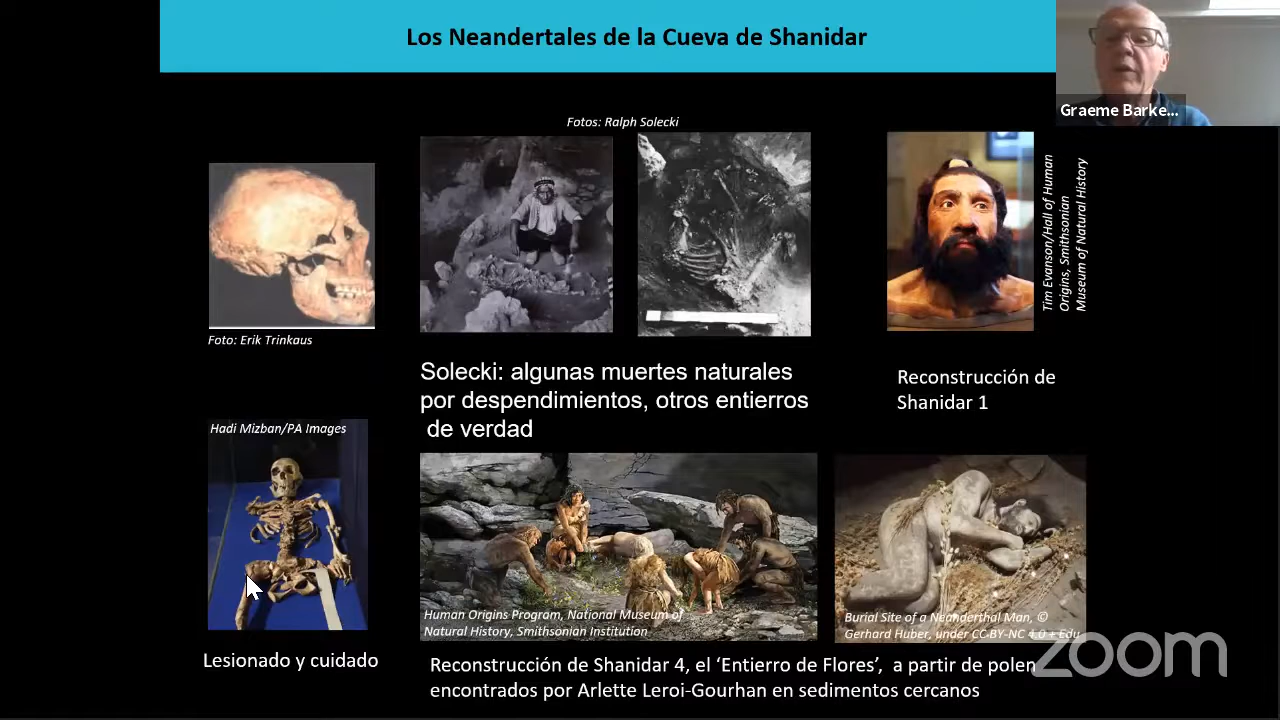 Los Neandertales de la Cueva de Shanidar
Graeme Barke...
Fotos: Ralph Solecki
Tim Evanson/Hall of Human
Origins, Smithsonian
Museum of Natural History
Foto: Erik Trinkaus
Solecki: algunas muertes naturales
por despendimientos, otros entierros
de verdad
Reconstrucción de
Shanidar 1
Hadi Mizban/PA Images
Human Origins Program, National Museum of
Natural History, Smithsonian Institution
Burial Site of a Neanderthal Man, ©
Gerhard Huber, under CC-BY-NC 4.0 + Edu
Lesionado y cuidado
Reconstrucción de Shanidar 4, el ‘Entierro de Flores’, a partir de polen
encontrados por Arlette Leroi-Gourhan en sedimentos cercanos
zoom